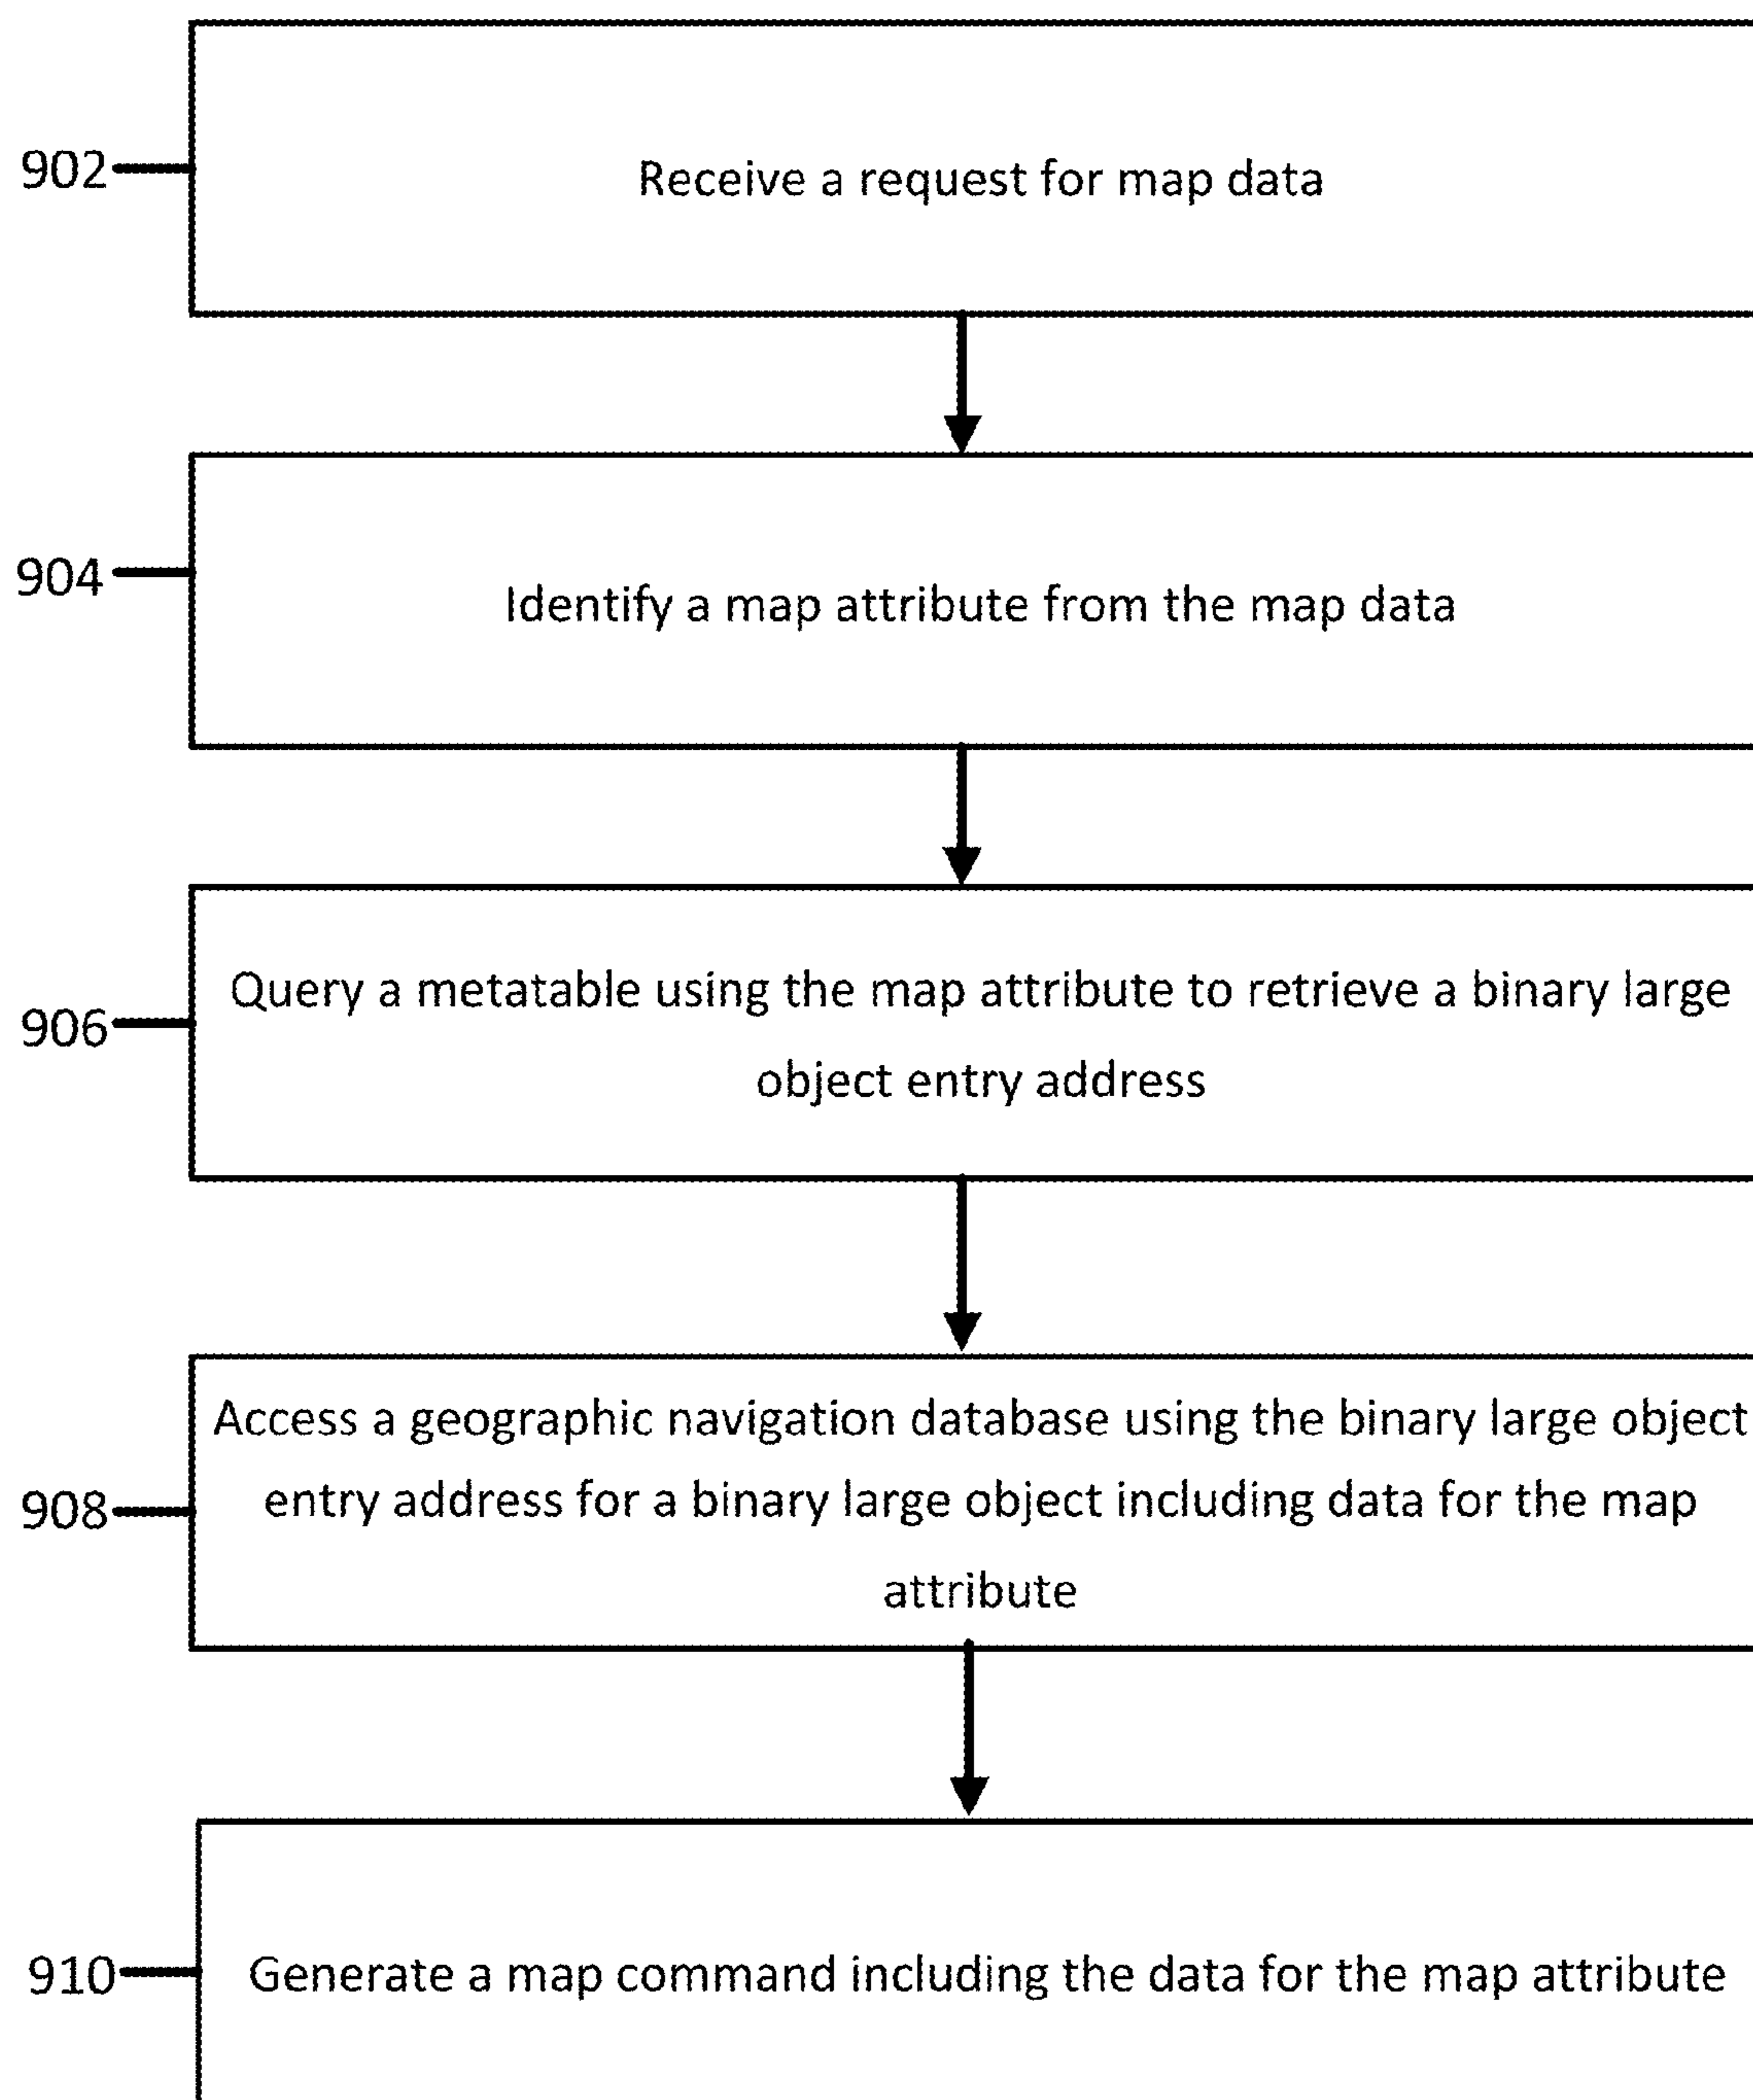 902
Receive a request for map data
904
Identify a map attribute from the map data
906
Query a metatable using the map attribute to retrieve a binary large
object entry address
908
Access a geographic navigation database using the binary large object
entry address for a binary large object including data for the map
attribute
910
Generate a map command including the data for the map attribute